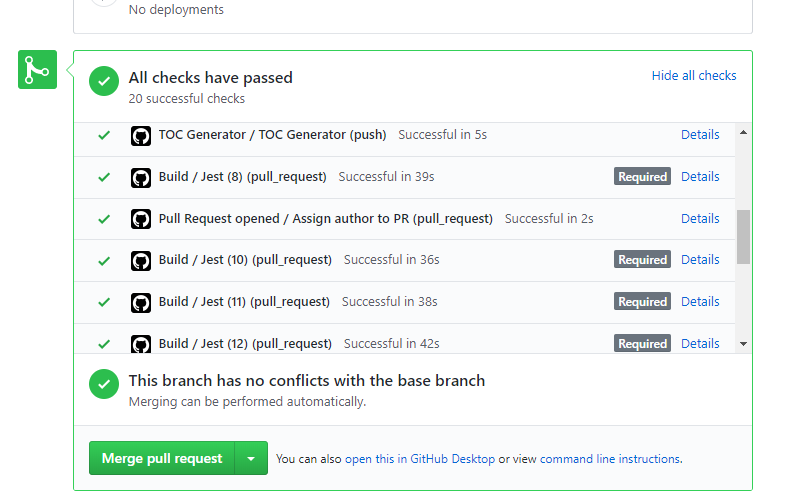 No deployments
All checks have passed
Hide all checks
20 successful checks
TOC Generator / TOC Generator (push) Successful in 5s Details
Build / Jest (8) (pull_request) Successful in 39s Required Details
Pull Request opened / Assign author to PR (pull_request) Successful in 2s Details
Build / Jest (10) (pull_request) Successful in 36s Required Details
Build / Jest (11) (pull_request) Successful in 38s Required Details
Build / Jest (12) (pull_request) Successful in 42s Required Details
This branch has no conflicts with the base branch
Merging can be performed automatically.
Merge pull request You can also open this in GitHub Desktop or view command line instructions.